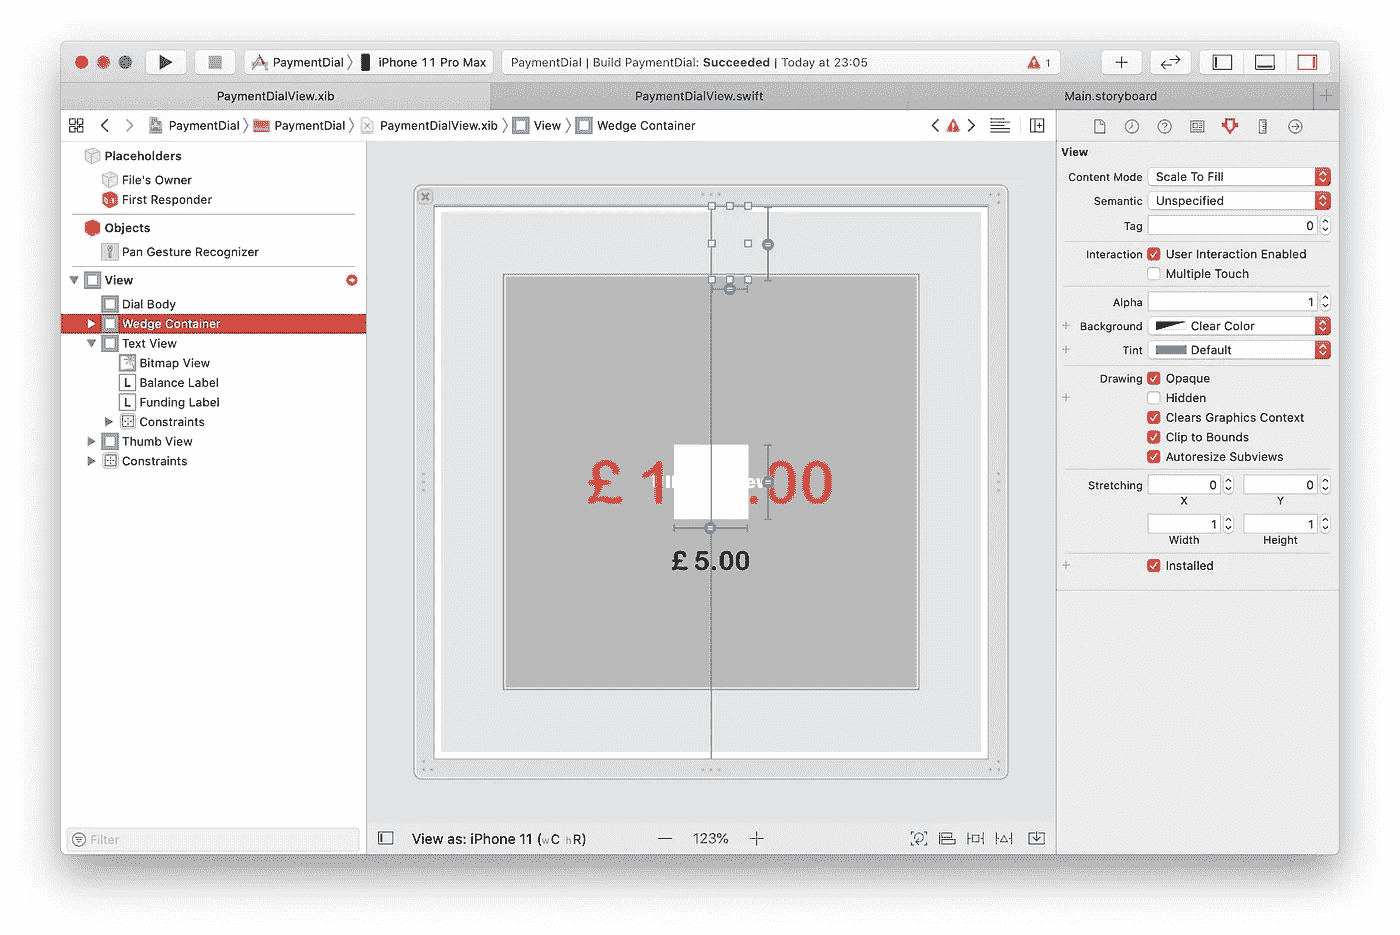 PaymentDial 〉 iPhone 11 Pro Max
PaymentDial | Build PaymentDial: Succeeded | Today at 23:05
1
PaymentDialView.xib
PaymentDialView.swift
Main.storyboard
PaymentDial 〉 PaymentDial 〉 PaymentDialView.xib 〉 View 〉 Wedge Container
Placeholders
File's Owner
First Responder
Objects
Pan Gesture Recognizer
View
Dial Body
Wedge Container
Text View
Bitmap View
L Balance Label
L Funding Label
Constraints
Thumb View
Constraints
Filter
£ 1
.00
£ 5.00
View as: iPhone 11 (wC hR)
123%
View
Content Mode Scale To Fill
Semantic Unspecified
Tag 0
Interaction User Interaction Enabled
Multiple Touch
Alpha 1
Background Clear Color
Tint Default
Drawing Opaque
Hidden
Clears Graphics Context
Clip to Bounds
Autoresize Subviews
Stretching 0 0
X Y
1 1
Width Height
Installed